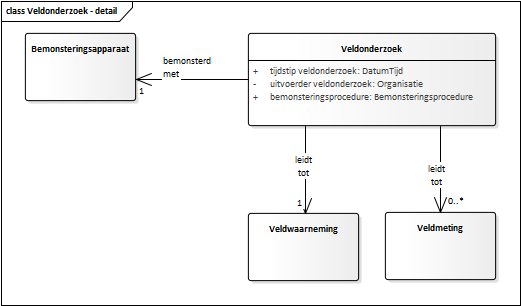 class Veldonderzoek - detail
Bemonsteringsapparaat
bemonsterd
met
1
Veldonderzoek
+ tijdstip veldonderzoek: DatumTijd
- uitvoerder veldonderzoek: Organisatie
+ bemonsteringsprocedure: Bemonsteringsprocedure
leidt
tot
1
leidt
tot
0..*
Veldwaarneming
Veldmeting